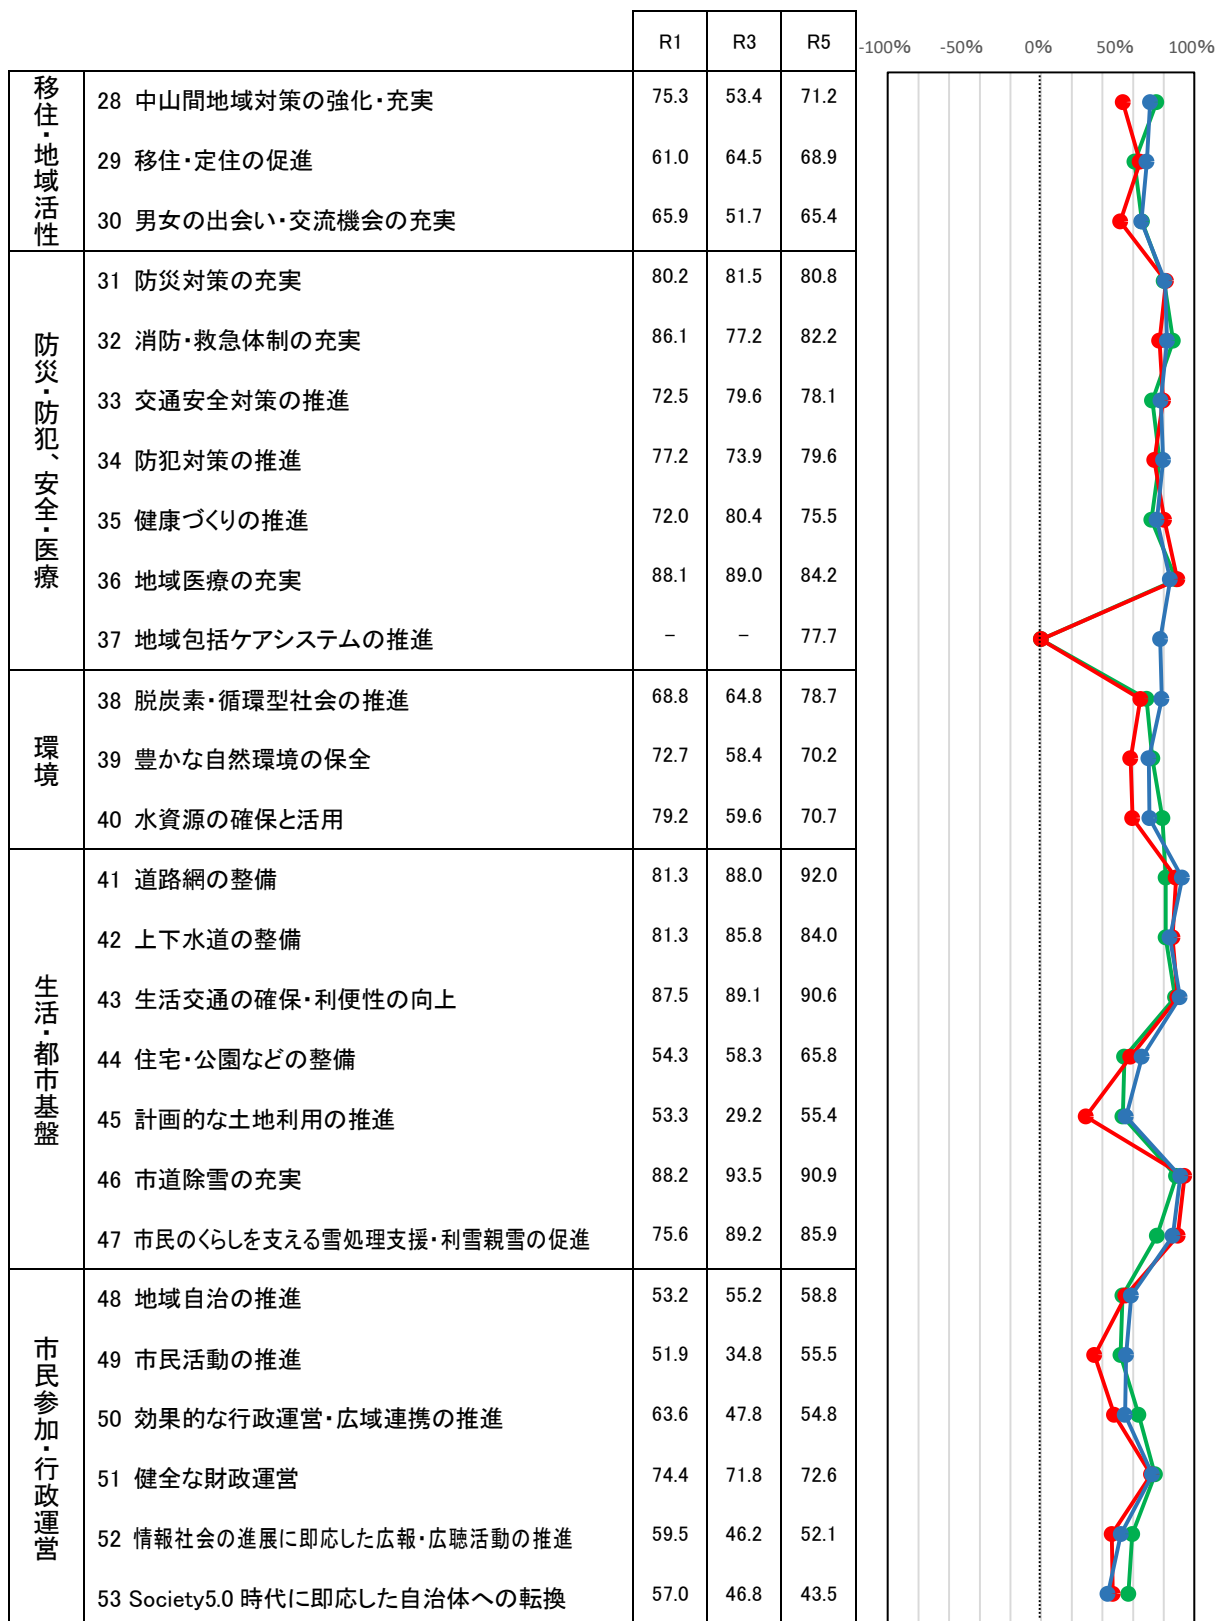 R1 R3 R5 -100% -50% 0% 50% 100%
移住・地域活性
28 中山間地域対策の強化・充実 75.3 53.4 71.2
29 移住・定住の促進 61.0 64.5 68.9
30 男女の出会い・交流機会の充実 65.9 51.7 65.4
防災・防犯、安全・医療
31 防災対策の充実 80.2 81.5 80.8
32 消防・救急体制の充実 86.1 77.2 82.2
33 交通安全対策の推進 72.5 79.6 78.1
34 防犯対策の推進 77.2 73.9 79.6
35 健康づくりの推進 72.0 80.4 75.5
36 地域医療の充実 88.1 89.0 84.2
37 地域包括ケアシステムの推進 － － 77.7
環境
38 脱炭素・循環型社会の推進 68.8 64.8 78.7
39 豊かな自然環境の保全 72.7 58.4 70.2
40 水資源の確保と活用 79.2 59.6 70.7
生活・都市基盤
41 道路網の整備 81.3 88.0 92.0
42 上下水道の整備 81.3 85.8 84.0
43 生活交通の確保・利便性の向上 87.5 89.1 90.6
44 住宅・公園などの整備 54.3 58.3 65.8
45 計画的な土地利用の推進 53.3 29.2 55.4
46 市道除雪の充実 88.2 93.5 90.9
47 市民のくらしを支える雪処理支援・利雪親雪の促進 75.6 89.2 85.9
市民参加・行政運営
48 地域自治の推進 53.2 55.2 58.8
49 市民活動の推進 51.9 34.8 55.5
50 効果的な行政運営・広域連携の推進 63.6 47.8 54.8
51 健全な財政運営 74.4 71.8 72.6
52 情報社会の進展に即応した広報・広聴活動の推進 59.5 46.2 52.1
53 Society5.0 時代に即応した自治体への転換 57.0 46.8 43.5